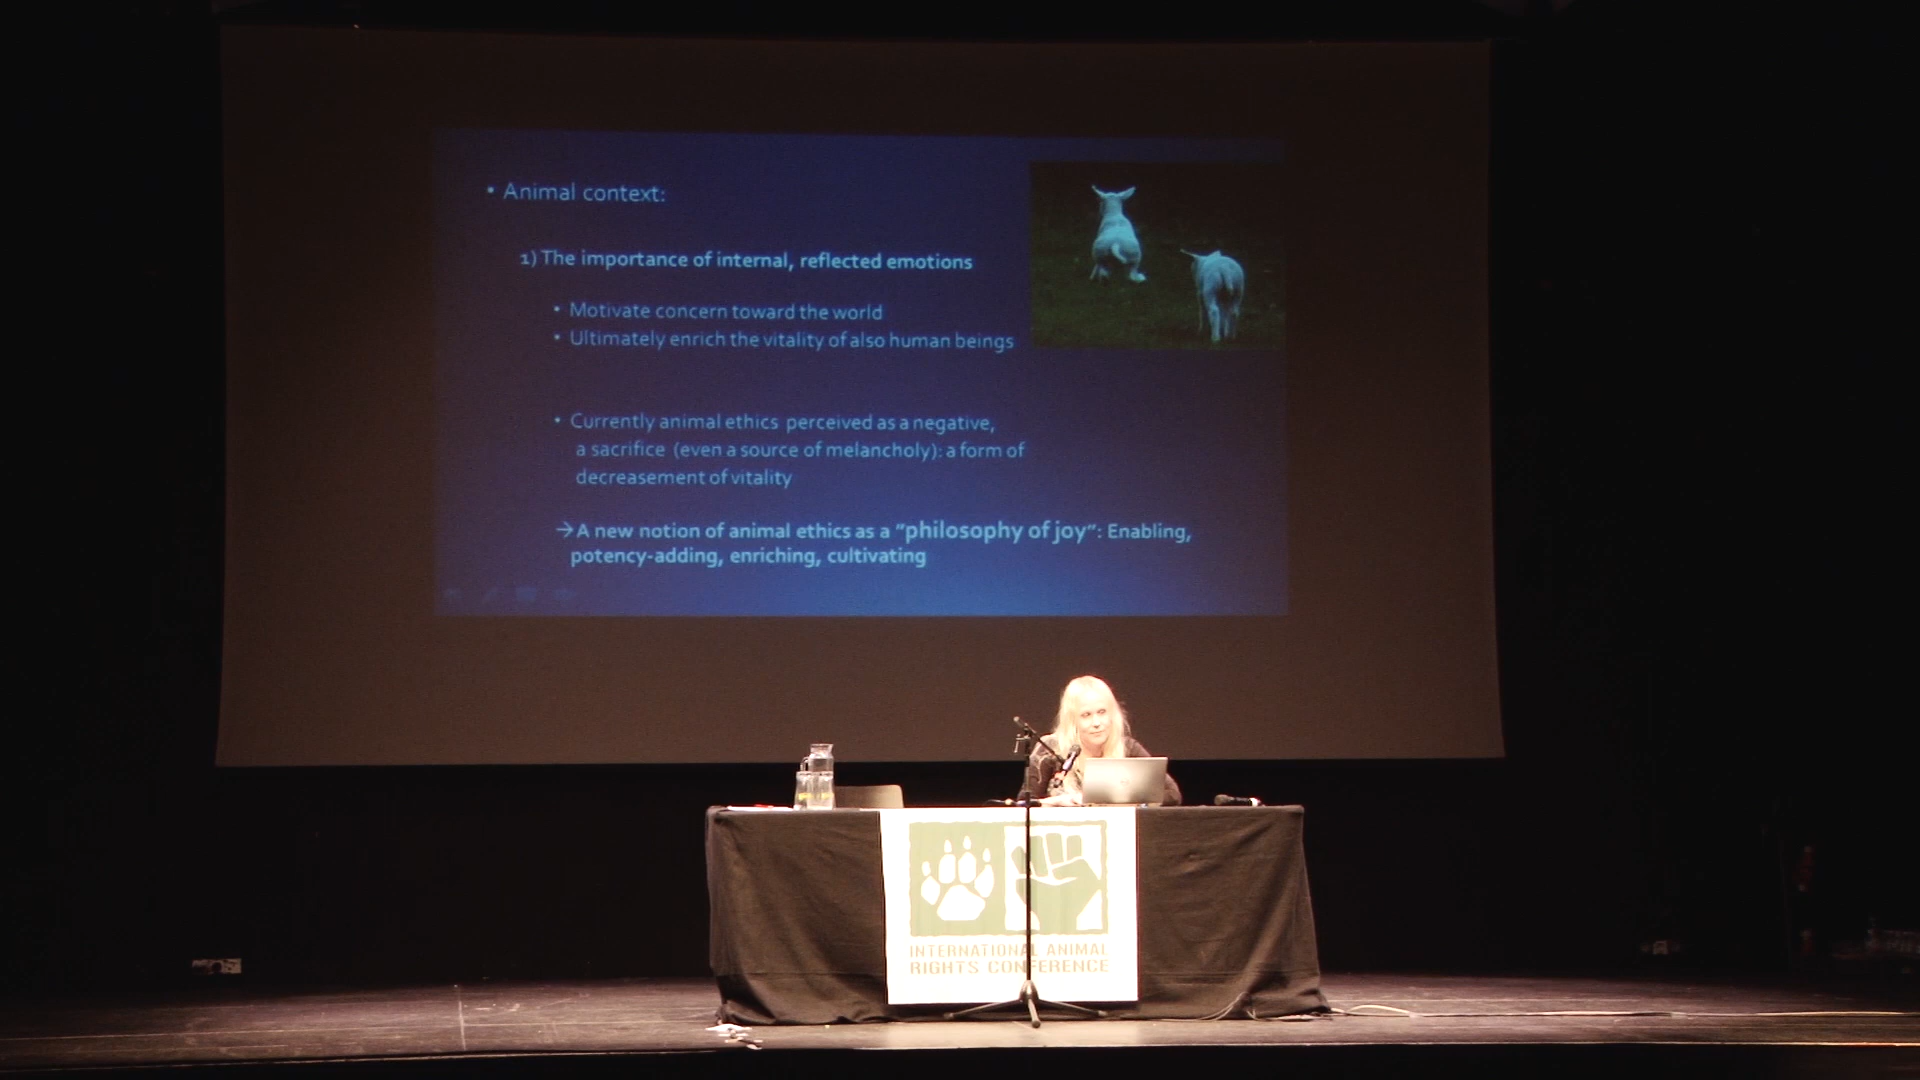 • Animal context:
1) The importance of internal, reflected emotions
• Motivate concern toward the world
• Ultimately enrich the vitality of also human beings
• Currently animal ethics perceived as a negative,
a sacrifice (even a source of melancholy): a form of
decreasement of vitality
→A new notion of animal ethics as a "philosophy of joy": Enabling,
potency-adding, enriching, cultivating
INTERNATIONAL ANIMAL
RIGHTS CONFERENCE